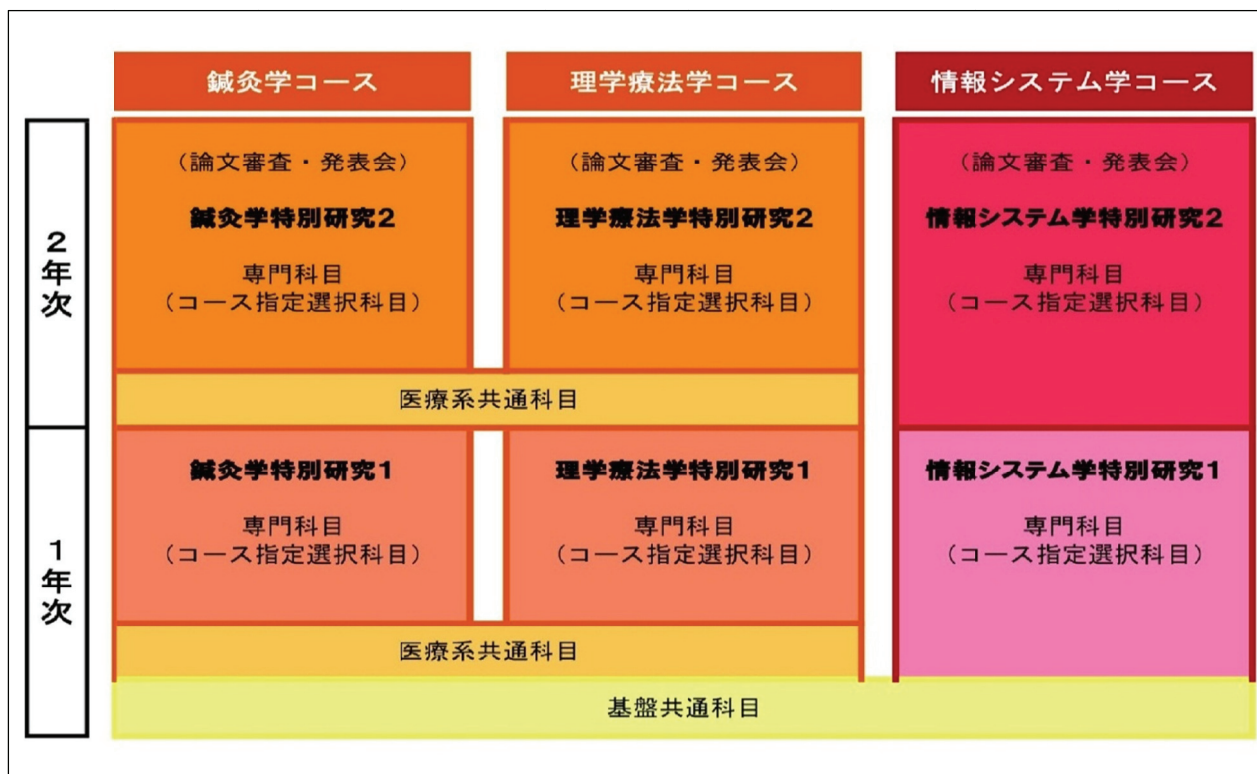 鍼灸学コース
理学療法学コース
情報システム学コース
2年次
（論文審査・発表会）
鍼灸学特別研究2
専門科目
（コース指定選択科目）
（論文審査・発表会）
理学療法学特別研究2
専門科目
（コース指定選択科目）
（論文審査・発表会）
情報システム学特別研究2
専門科目
（コース指定選択科目）
医療系共通科目
1年次
鍼灸学特別研究1
専門科目
（コース指定選択科目）
理学療法学特別研究1
専門科目
（コース指定選択科目）
情報システム学特別研究1
専門科目
（コース指定選択科目）
医療系共通科目
基盤共通科目